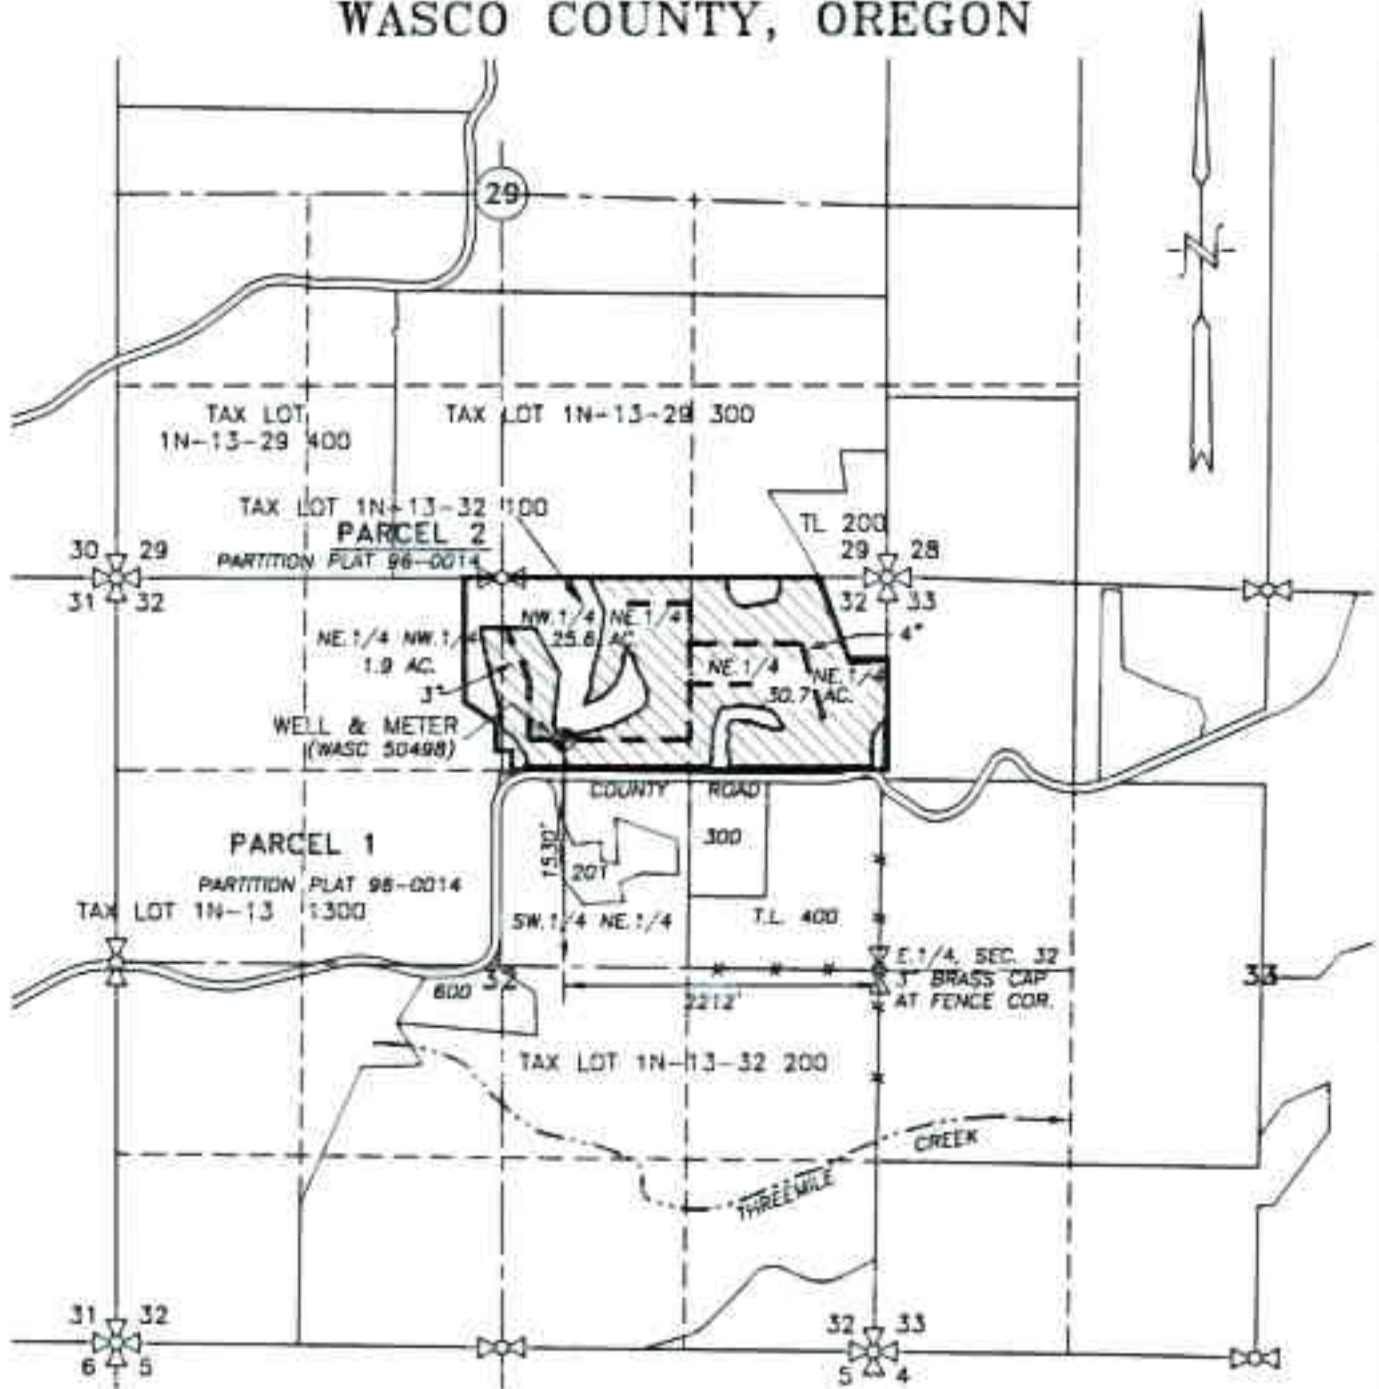 WASCO COUNTY, OREGON
N
29
TAX LOT
1N-13-29 400
TAX LOT 1N-13-29 300
TAX LOT 1N-13-32 100
PARCEL 2
PARTITION PLAT 96-0014
TL 200
30 29
31 32
29 28
32 33
NW.1/4 NE.1/4
25.6 AC.
NE.1/4 NW.1/4
1.9 AC.
3"
4"
NE.1/4 NE.1/4
30.7 AC.
WELL & METER
(WASC 50498)
COUNTY ROAD
PARCEL 1
PARTITION PLAT 96-0014
TAX LOT 1N-13 1300
1530'
201
300
SW.1/4 NE.1/4
T.L. 400
E.1/4, SEC. 32
3" BRASS CAP
AT FENCE COR.
33
600
32
2212'
TAX LOT 1N-13-32 200
THREEMILE CREEK
31 32
6 5
32 33
5 4